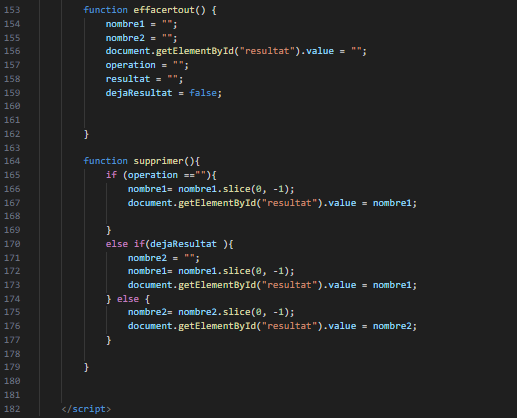 153 function effacertout() {
154 nombre1 = "";
155 nombre2 = "";
156 document.getElementById("resultat").value = "";
157 operation = "";
158 resultat = "";
159 dejaResultat = false;
160
161
162 }
163
164 function supprimer(){
165 if (operation ==""){
166 nombre1= nombre1.slice(0, -1);
167 document.getElementById("resultat").value = nombre1;
168
169 }
170 else if(dejaResultat ){
171 nombre2 = "";
172 nombre1= nombre1.slice(0, -1);
173 document.getElementById("resultat").value = nombre1;
174 } else {
175 nombre2= nombre2.slice(0, -1);
176 document.getElementById("resultat").value = nombre2;
177 }
178
179 }
180
181
182 </script>